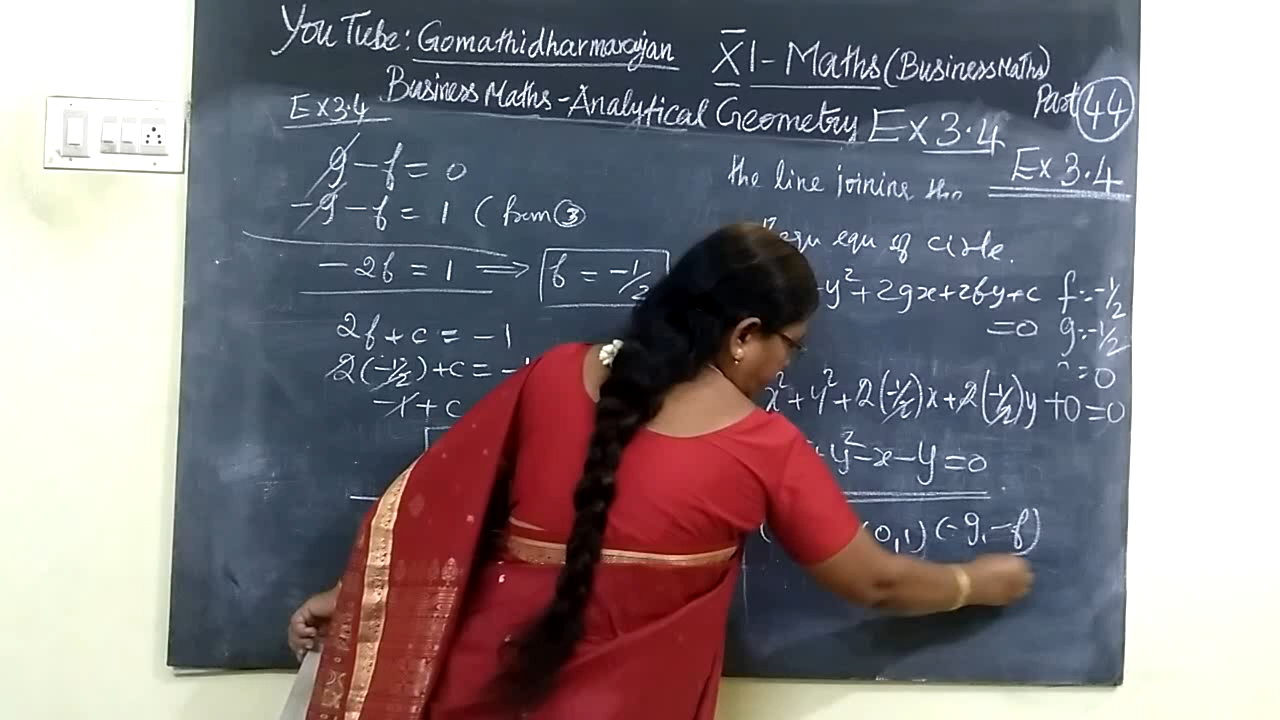 YouTube: Gomathidharmarajan XI - Maths (Business Maths)
Business Maths - Analytical Geometry Ex 3.4 Part 44
Ex 3.4
g - f = 0
-g - f = 1 (from ③
-2f = 1 ⇒ f = -1/2
2f + c = -1
2(-1/2) + c = -1
-1 + c
Ex 3.4
the line joining the
equ of circle.
y² + 2gx + 2fy + c
= 0
f = -1/2
g = -1/2
= 0
x² + y² + 2(-1/2)x + 2(-1/2)y + 0 = 0
y² - x - y = 0
(0,1) (-g, -f)